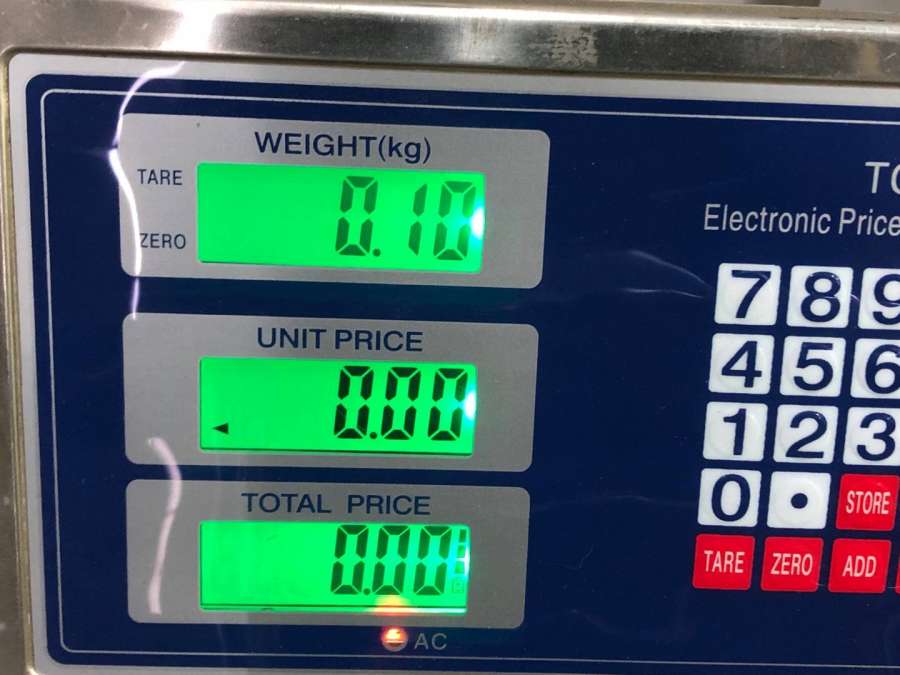 WEIGHT(kg)
TARE
0.10
ZERO
UNIT PRICE
0.00
TOTAL PRICE
0.00
AC
Electronic Price
7 8 9
4 5 6
1 2 3
0 • STORE
TARE ZERO ADD